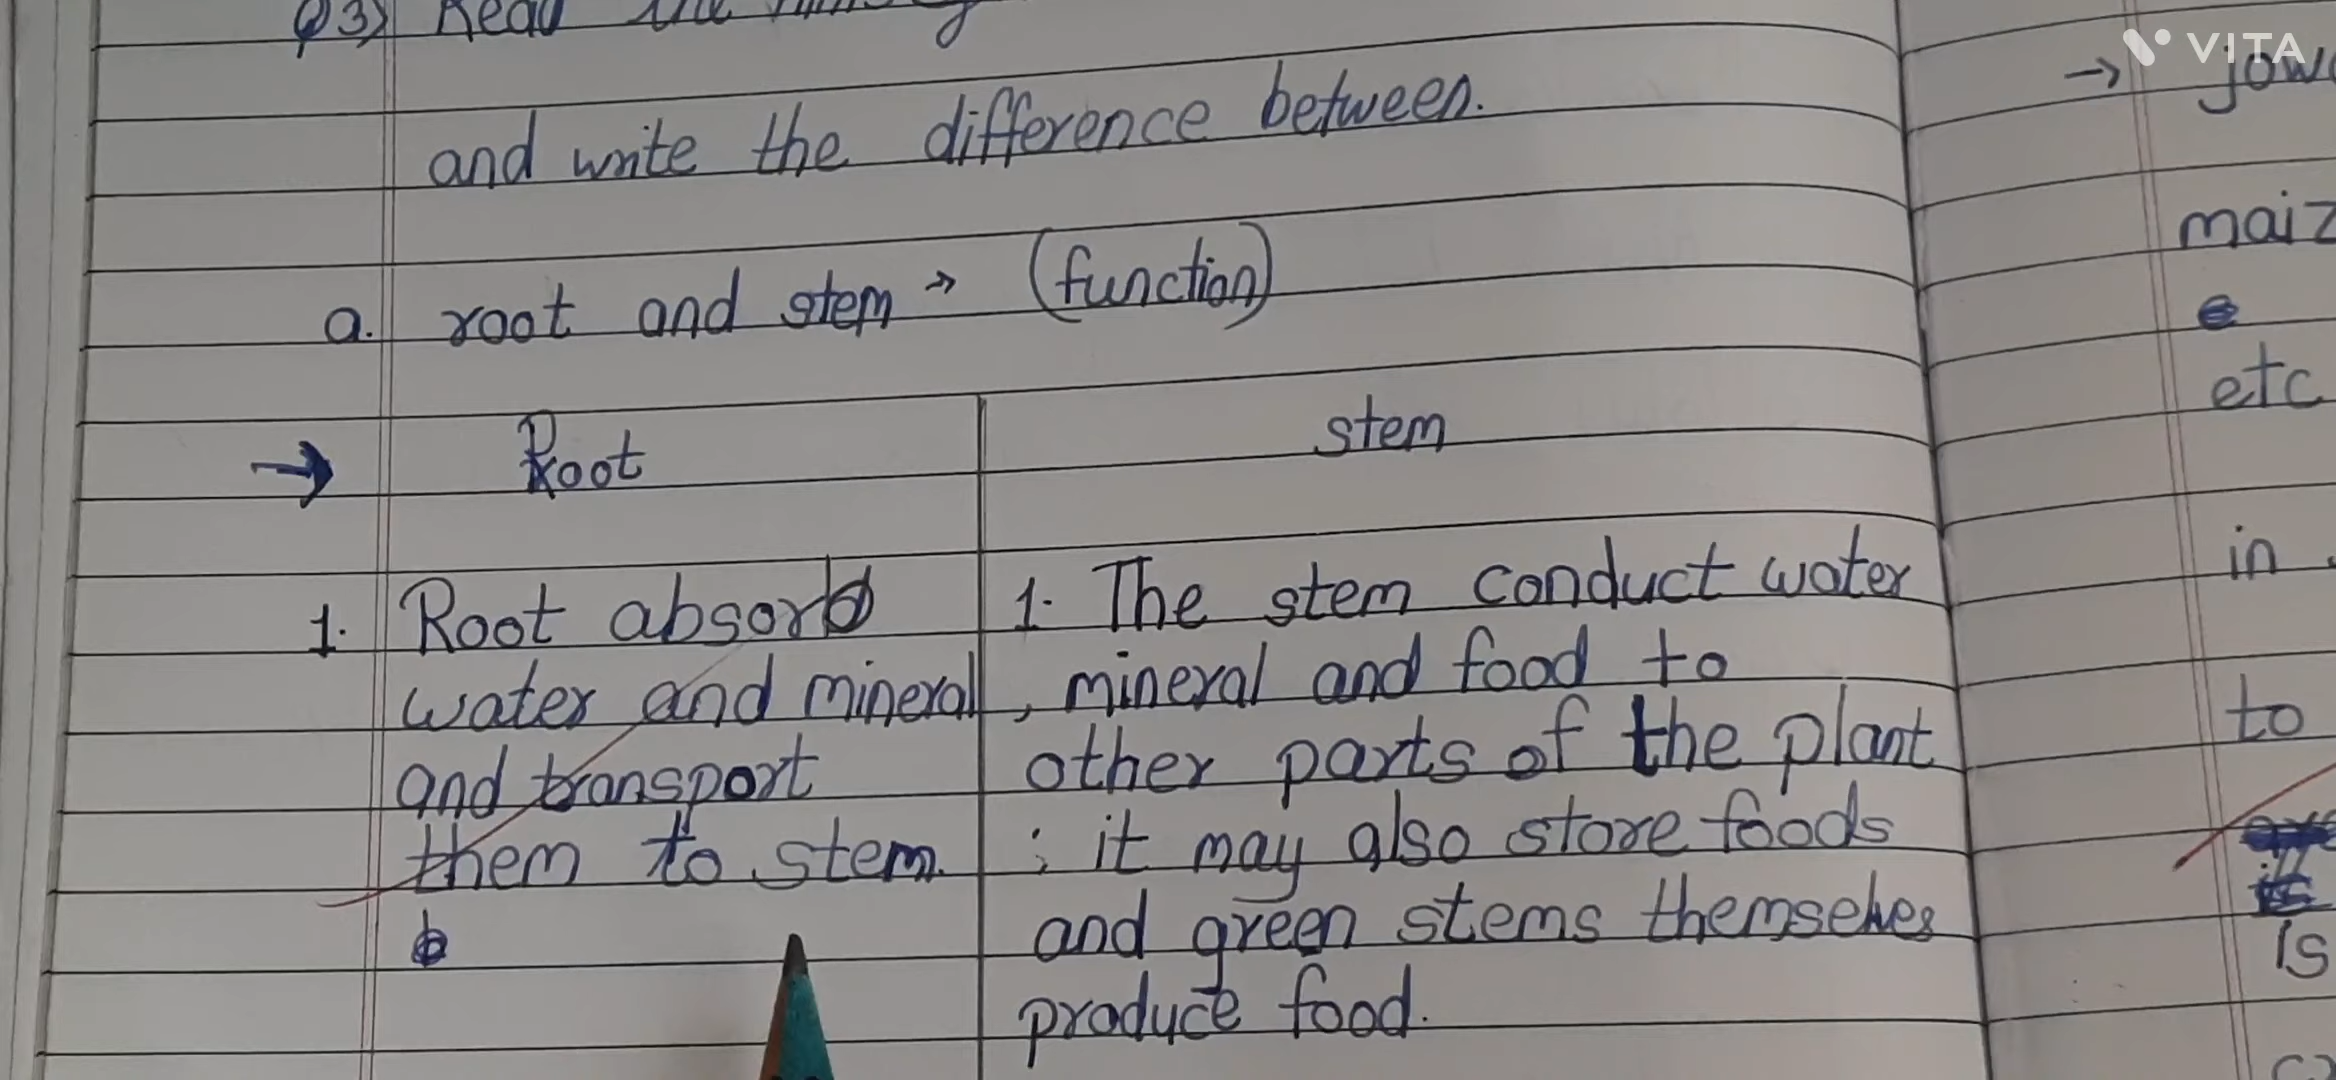 Q3) Read the
and write the difference between.
a. root and stem → (function)
→ Root
stem
1. Root absorb
water and mineral
and transport
them to stem.
b
1. The stem conduct water
, mineral and food to
other parts of the plant
; it may also store foods
and green stems themselves
produce food.
VITA
→ jow
maiz
e
etc
in
to
is